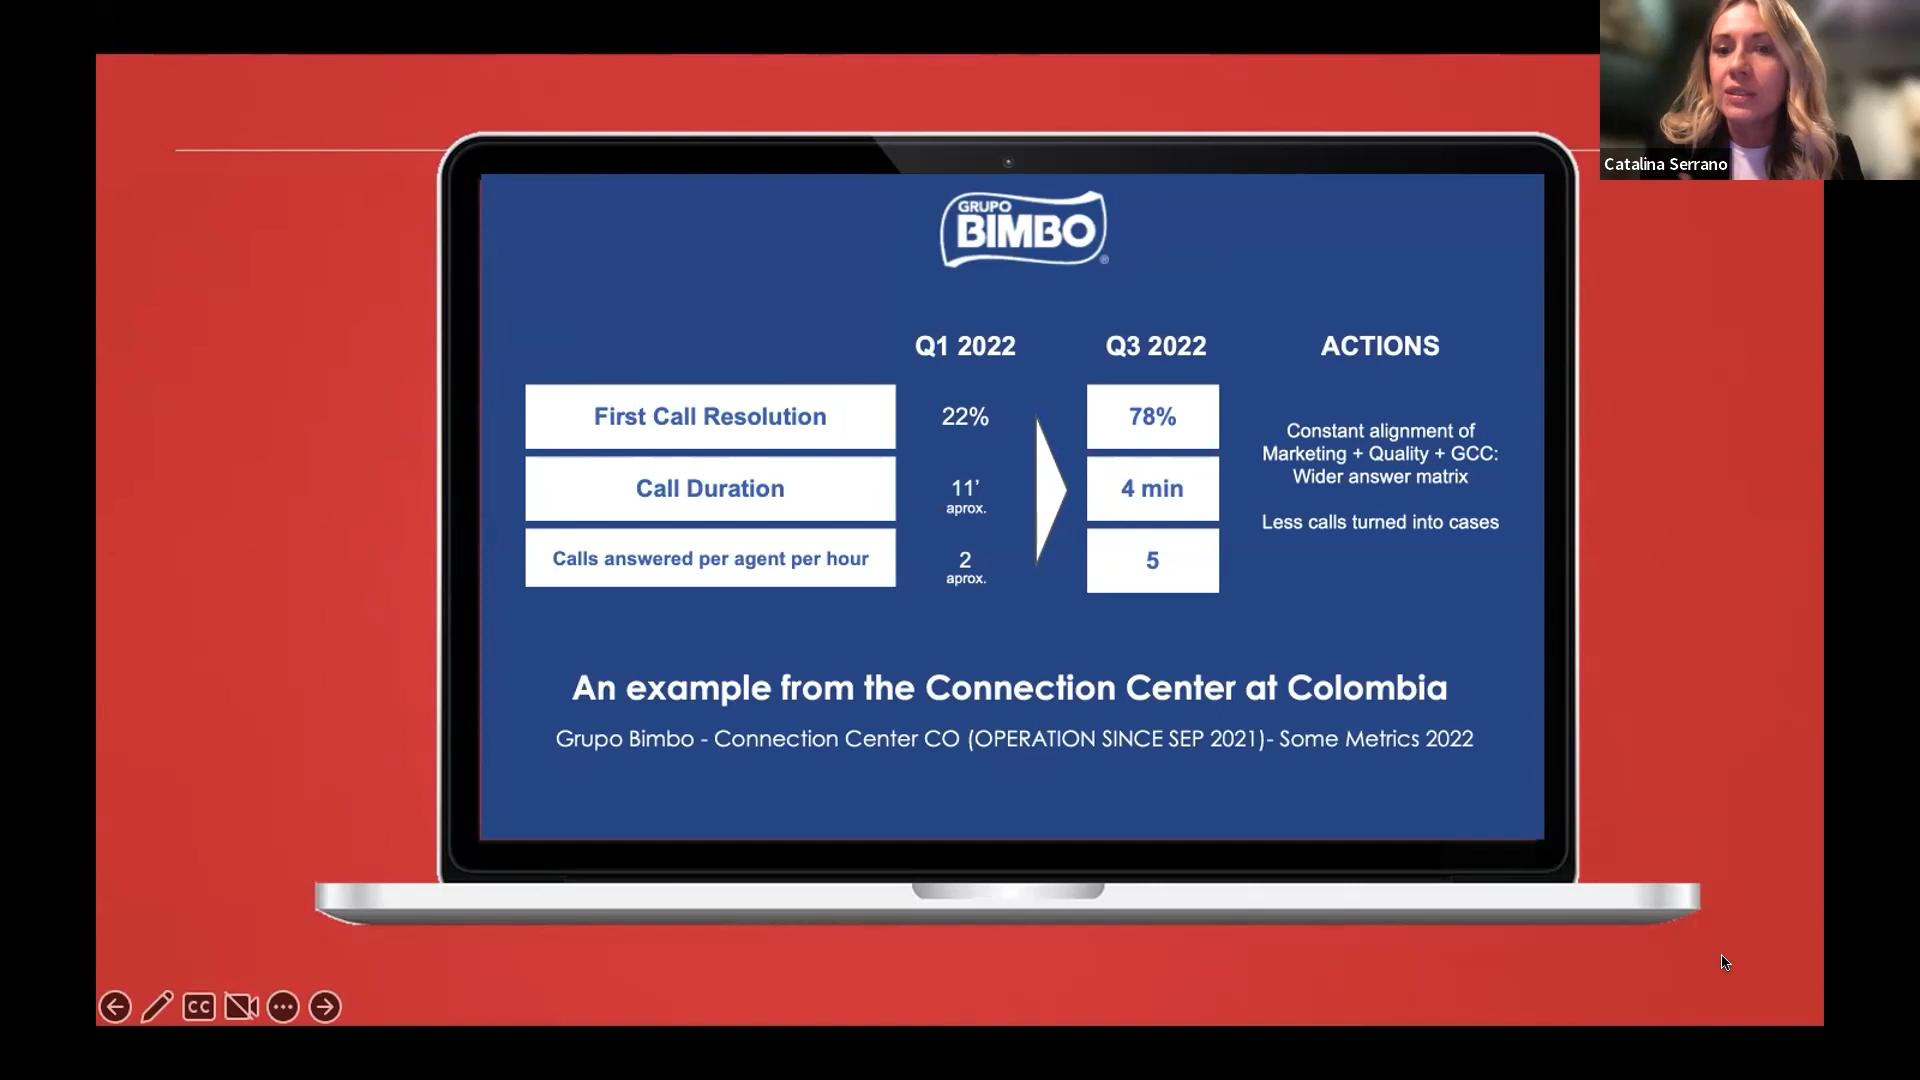 Catalina Serrano
GRUPO
BIMBO
®
Q1 2022
Q3 2022
ACTIONS
First Call Resolution
22%
78%
Call Duration
11’
aprox.
4 min
Calls answered per agent per hour
2
aprox.
5
Constant alignment of
Marketing + Quality + GCC:
Wider answer matrix
Less calls turned into cases
An example from the Connection Center at Colombia
Grupo Bimbo - Connection Center CO (OPERATION SINCE SEP 2021)- Some Metrics 2022
CC